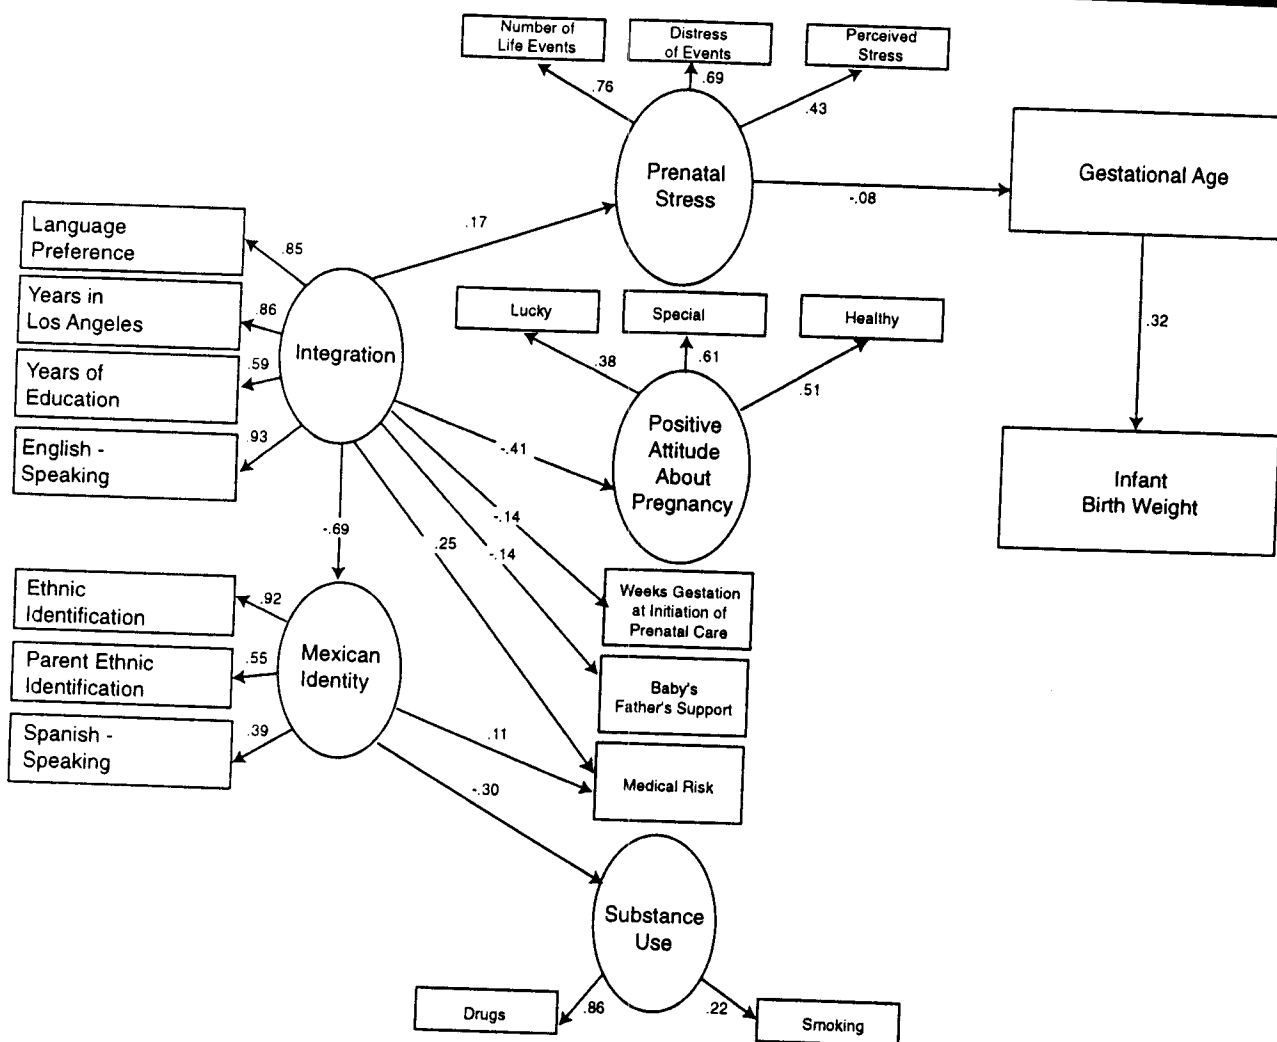 Number of
Life Events
Distress
of Events
Perceived
Stress
.76
.69
.43
Prenatal
Stress
-.08
Gestational Age
.32
Infant
Birth Weight
.17
Language
Preference
.85
Years in
Los Angeles
.86
Years of
Education
.59
English -
Speaking
.93
Integration
Lucky
Special
Healthy
.38
.61
.51
Positive
Attitude
About
Pregnancy
-.41
-.14
-.14
.25
-.69
Weeks Gestation
at Initiation of
Prenatal Care
Baby's
Father's Support
Medical Risk
Ethnic
Identification
.92
Parent Ethnic
Identification
.55
Spanish -
Speaking
.39
Mexican
Identity
.11
-.30
Substance
Use
Drugs
.86
.22
Smoking